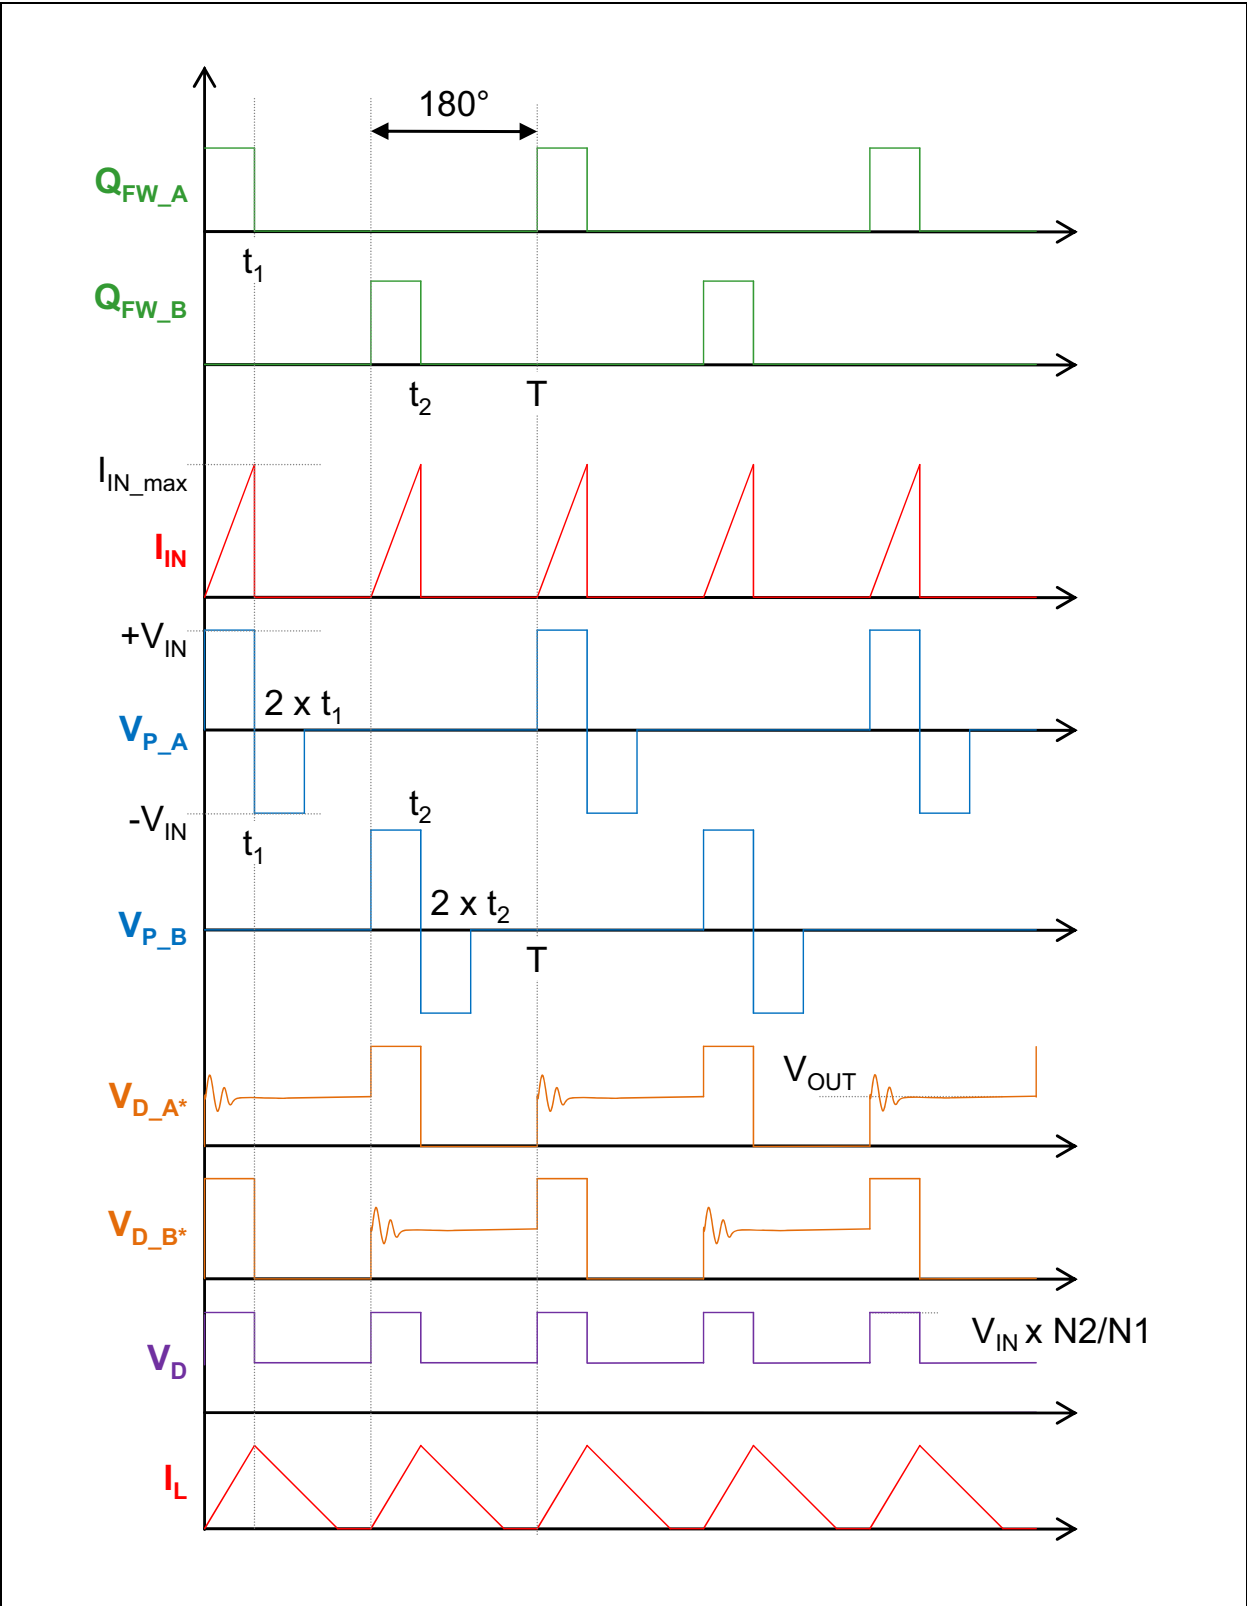 180°
Q_FW_A
t_1
Q_FW_B
t_2 T
I_IN_max
I_IN
+V_IN
2 x t_1
V_P_A
-V_IN t_2
t_1
2 x t_2
V_P_B
T
V_OUT
V_D_A*
V_D_B*
V_IN x N2/N1
V_D
I_L